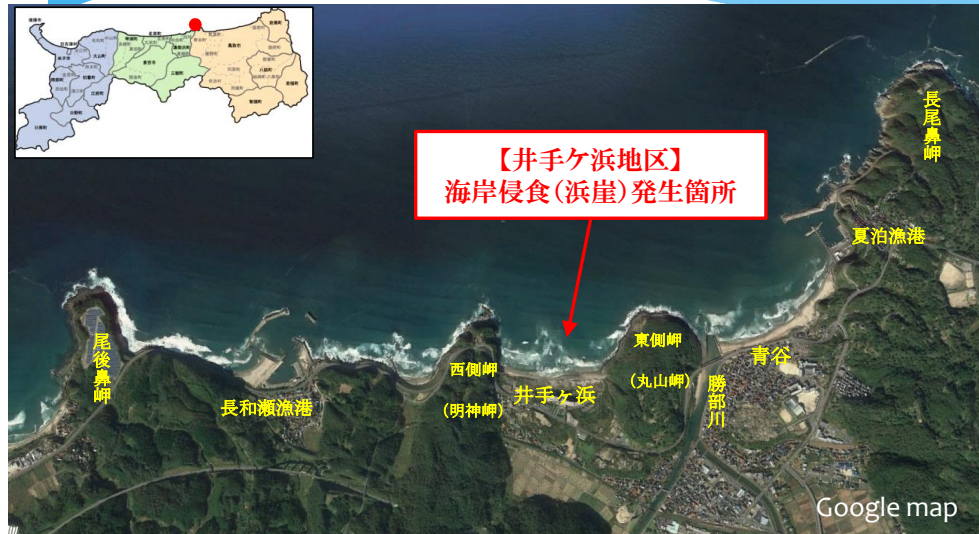 【井手ケ浜地区】
海岸侵食(浜崖)発生箇所
長尾鼻岬
夏泊漁港
尾後鼻岬
長和瀬漁港
西側岬
(明神岬)
井手ヶ浜
東側岬
(丸山岬)
勝部川
青谷
Google map